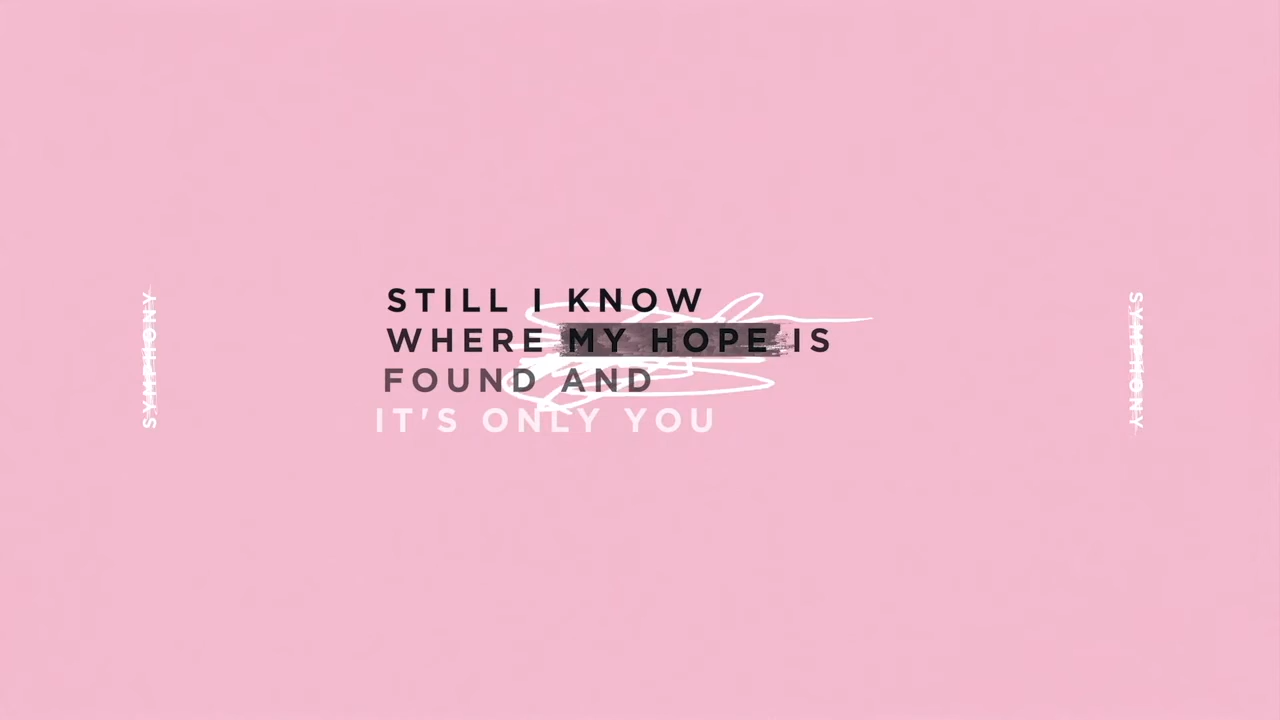 SYMPHONY
STILL I KNOW
WHERE MY HOPE IS
FOUND AND
IT'S ONLY YOU
SYMPHONY